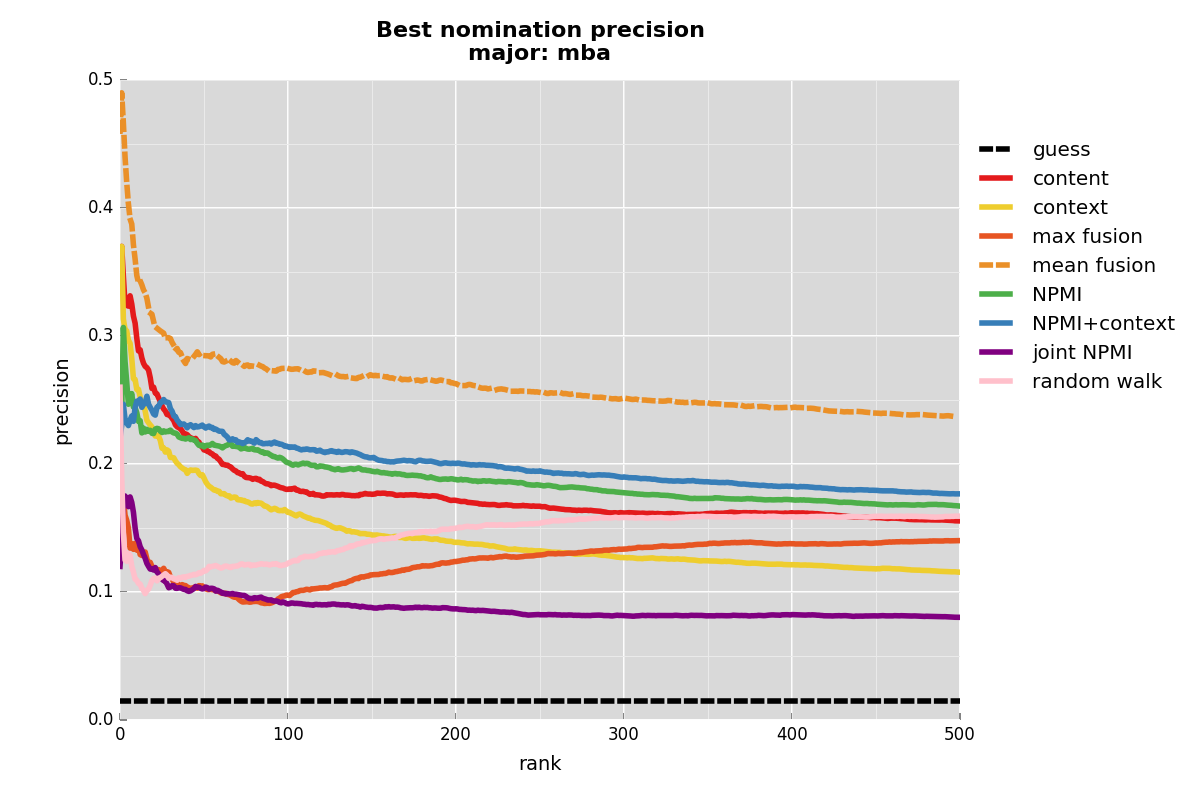 Best nomination precision
major: mba
precision
0.5
0.4
0.3
0.2
0.1
0.0
0
100
200
300
400
500
rank
guess
content
context
max fusion
mean fusion
NPMI
NPMI+context
joint NPMI
random walk